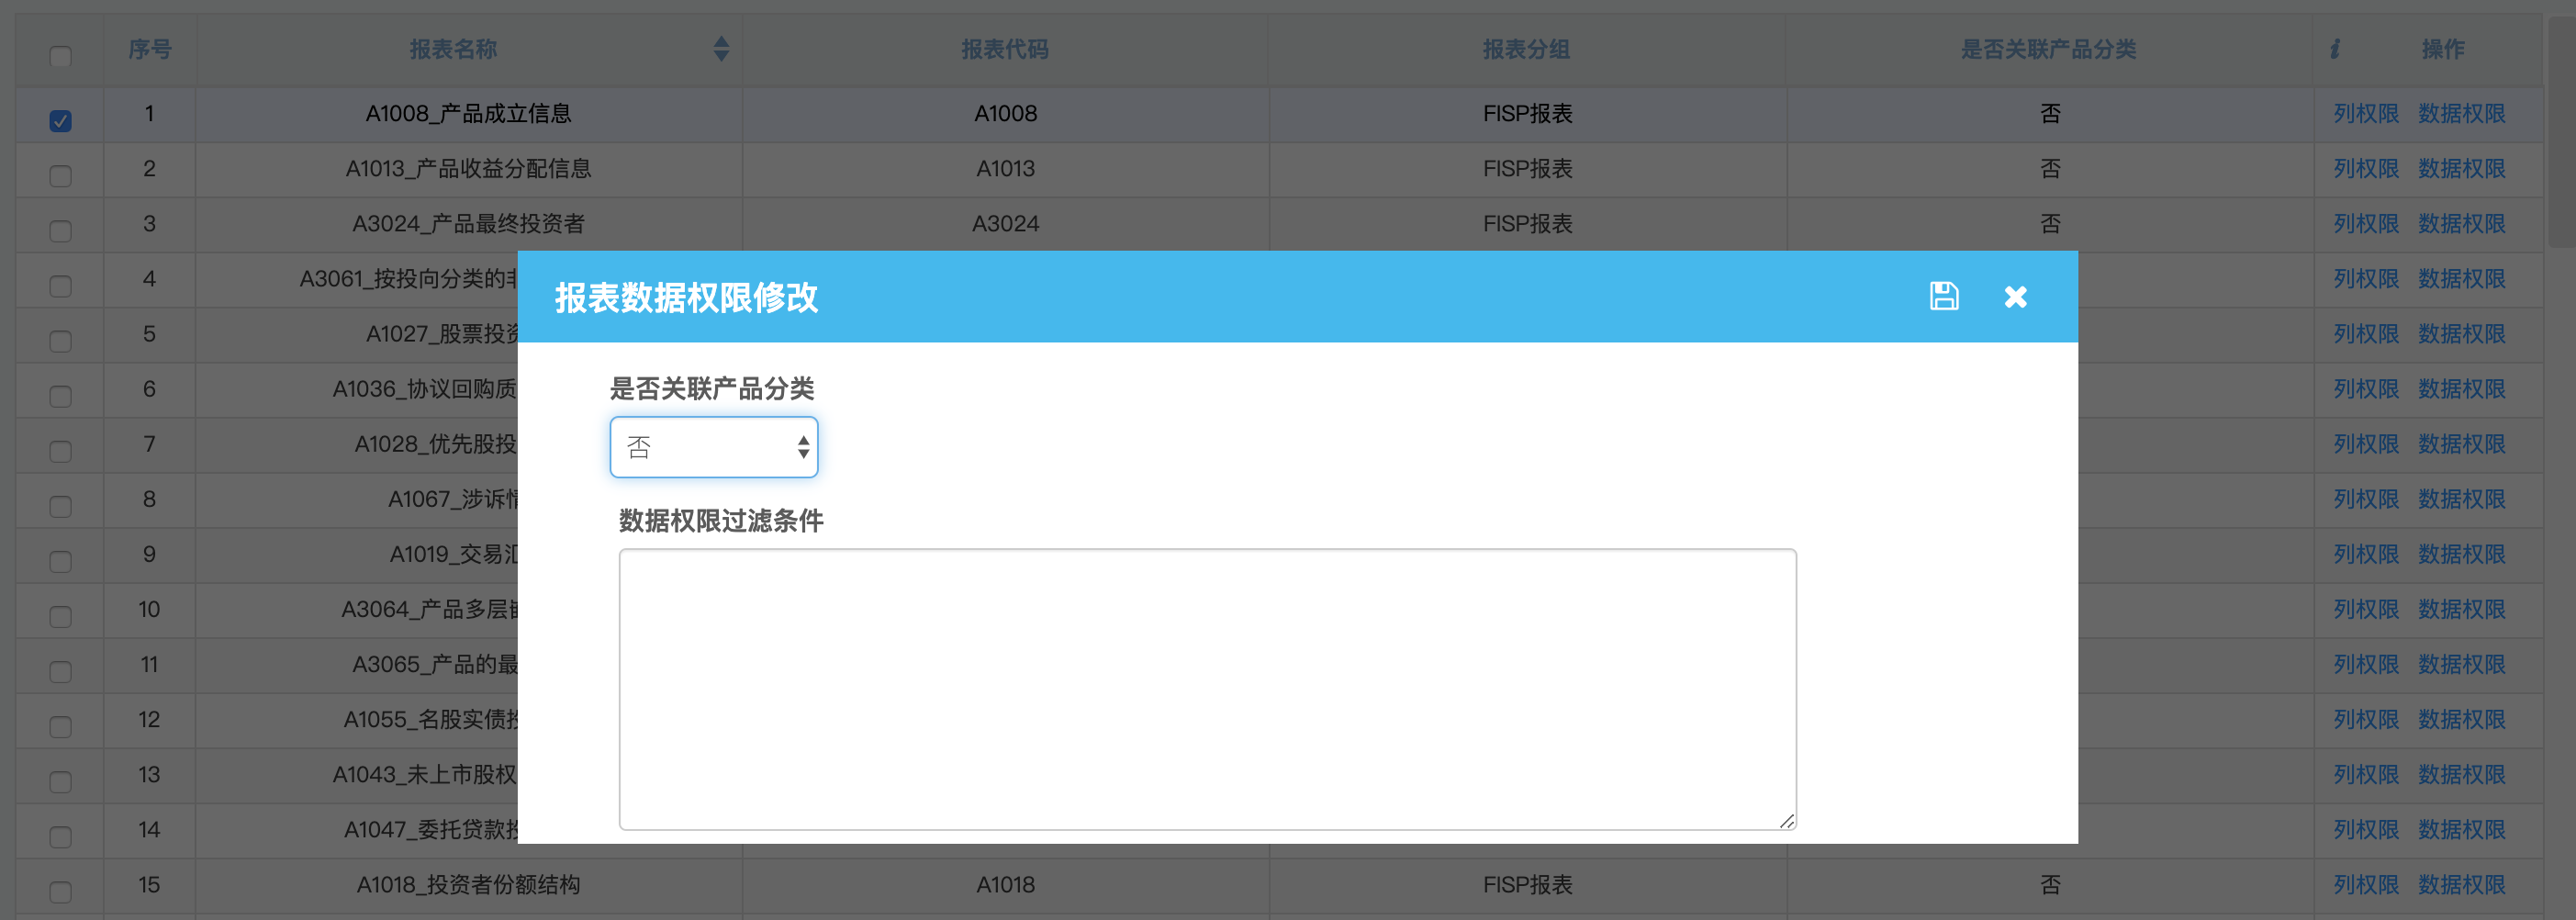 序号 报表名称 报表代码 报表分组 是否关联产品分类 i 操作
1 A1008_产品成立信息 A1008 FISP报表 否 列权限 数据权限
2 A1013_产品收益分配信息 A1013 FISP报表 否 列权限 数据权限
3 A3024_产品最终投资者 A3024 FISP报表 否 列权限 数据权限
4 A3061_按投向分类的 列权限 数据权限
报表数据权限修改
5 A1027_股票投 列权限 数据权限
6 A1036_协议回购质 列权限 数据权限
是否关联产品分类
7 A1028_优先股投 列权限 数据权限
否
8 A1067_涉诉 列权限 数据权限
数据权限过滤条件
9 A1019_交易 列权限 数据权限
10 A3064_产品多层 列权限 数据权限
11 A3065_产品的最 列权限 数据权限
12 A1055_名股实债 列权限 数据权限
13 A1043_未上市股权 列权限 数据权限
14 A1047_委托贷款 列权限 数据权限
15 A1018_投资者份额结构 A1018 FISP报表 否 列权限 数据权限